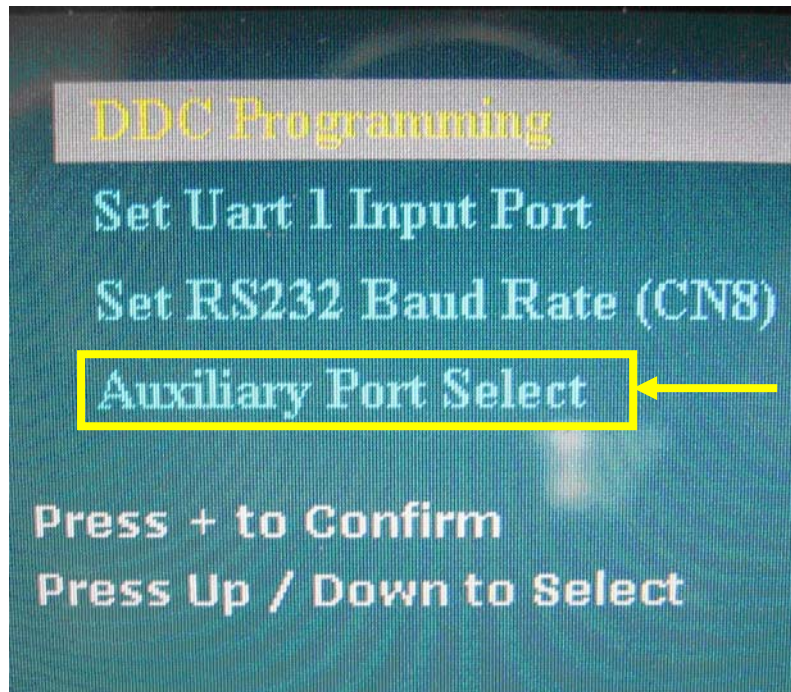 DDC Programming
Set Uart 1 Input Port
Set RS232 Baud Rate (CN8)
Auxiliary Port Select
Press + to Confirm
Press Up / Down to Select